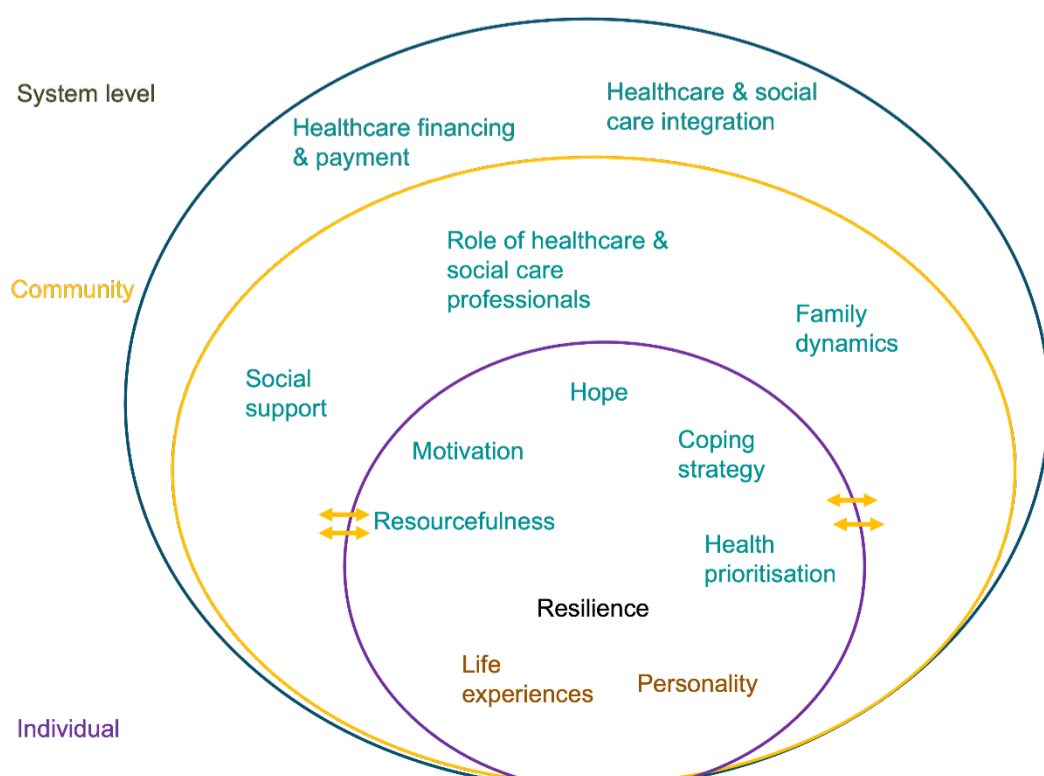 System level
Healthcare & social
care integration
Healthcare financing
& payment
Role of healthcare &
social care
professionals
Community
Family
dynamics
Social
support
Hope
Motivation
Coping
strategy
Resourcefulness
Health
prioritisation
Resilience
Life
experiences
Personality
Individual